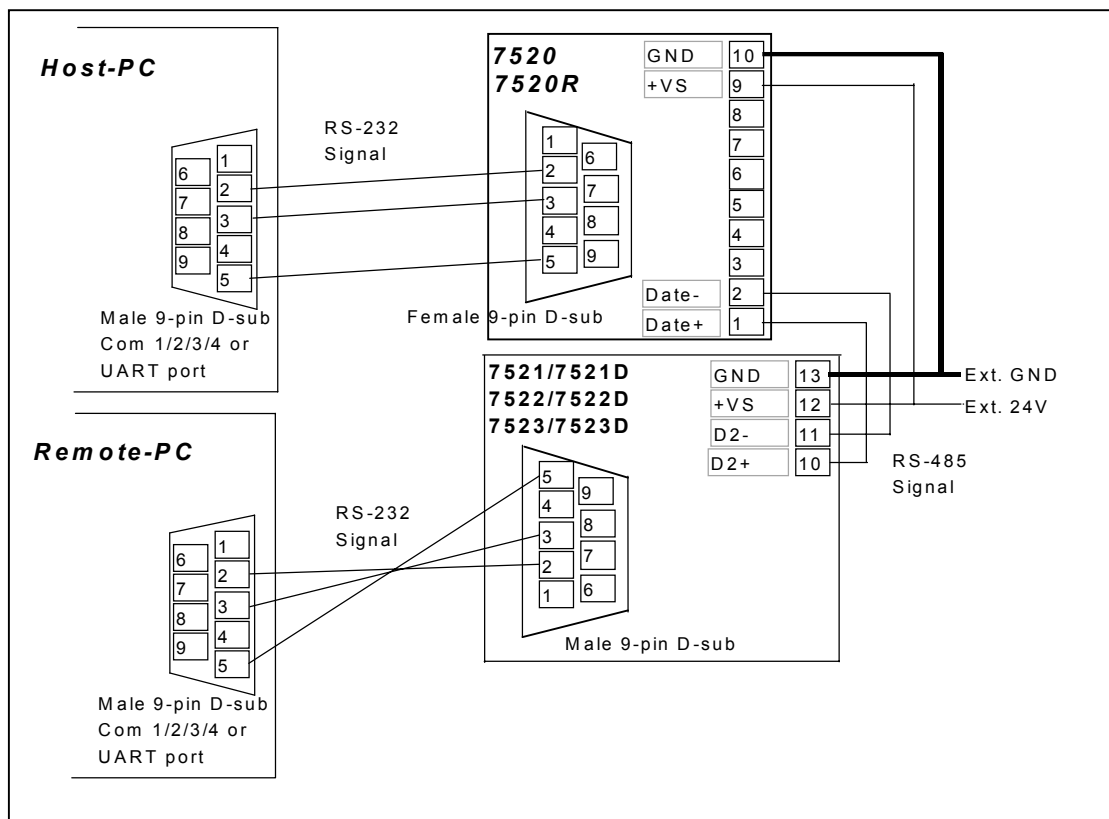 Host-PC
1
2
3
4
5
6
7
8
9
Male 9-pin D-sub
Com 1/2/3/4 or
UART port
RS-232
Signal
7520
7520R
1
2
3
4
5
6
7
8
9
Female 9-pin D-sub
GND 10
+VS 9
8
7
6
5
4
3
Date- 2
Date+ 1
Remote-PC
1
2
3
4
5
6
7
8
9
Male 9-pin D-sub
Com 1/2/3/4 or
UART port
RS-232
Signal
7521/7521D
7522/7522D
7523/7523D
5
4
3
2
1
9
8
7
6
Male 9-pin D-sub
GND 13
+VS 12
D2- 11
D2+ 10
Ext. GND
Ext. 24V
RS-485
Signal